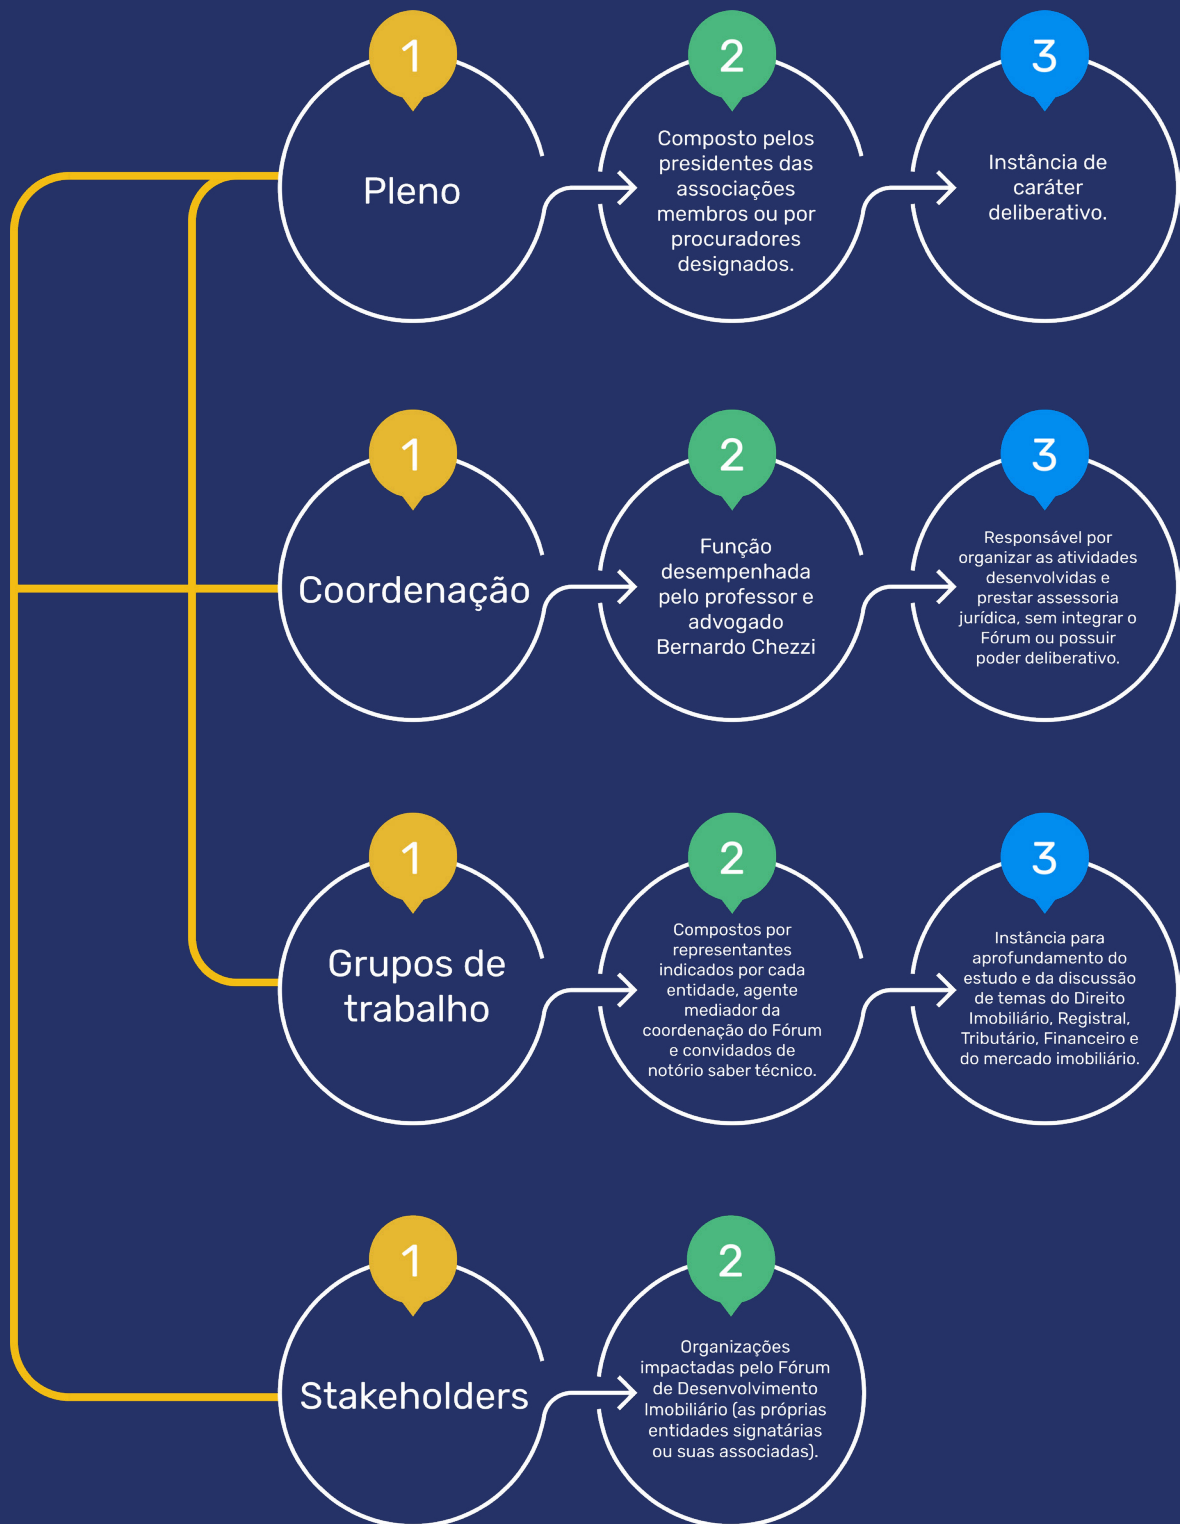 1
Pleno
2
Composto pelos
presidentes das
associações
membros ou por
procuradores
designados.
3
Instância de
caráter
deliberativo.
1
Coordenação
2
Função
desempenhada
pelo professor e
advogado
Bernardo Chezzi
3
Responsável por
organizar as atividades
desenvolvidas e
prestar assessoria
jurídica, sem integrar o
Fórum ou possuir
poder deliberativo.
1
Grupos de
trabalho
2
Compostos por
representantes
indicados por cada
entidade, agente
mediador da
coordenação do Fórum
e convidados de
notório saber técnico.
3
Instância para
aprofundamento do
estudo e da discussão
de temas do Direito
Imobiliário, Registral,
Tributário, Financeiro e
do mercado imobiliário.
1
Stakeholders
2
Organizações
impactadas pelo Fórum
de Desenvolvimento
Imobiliário (as próprias
entidades signatárias
ou suas associadas).